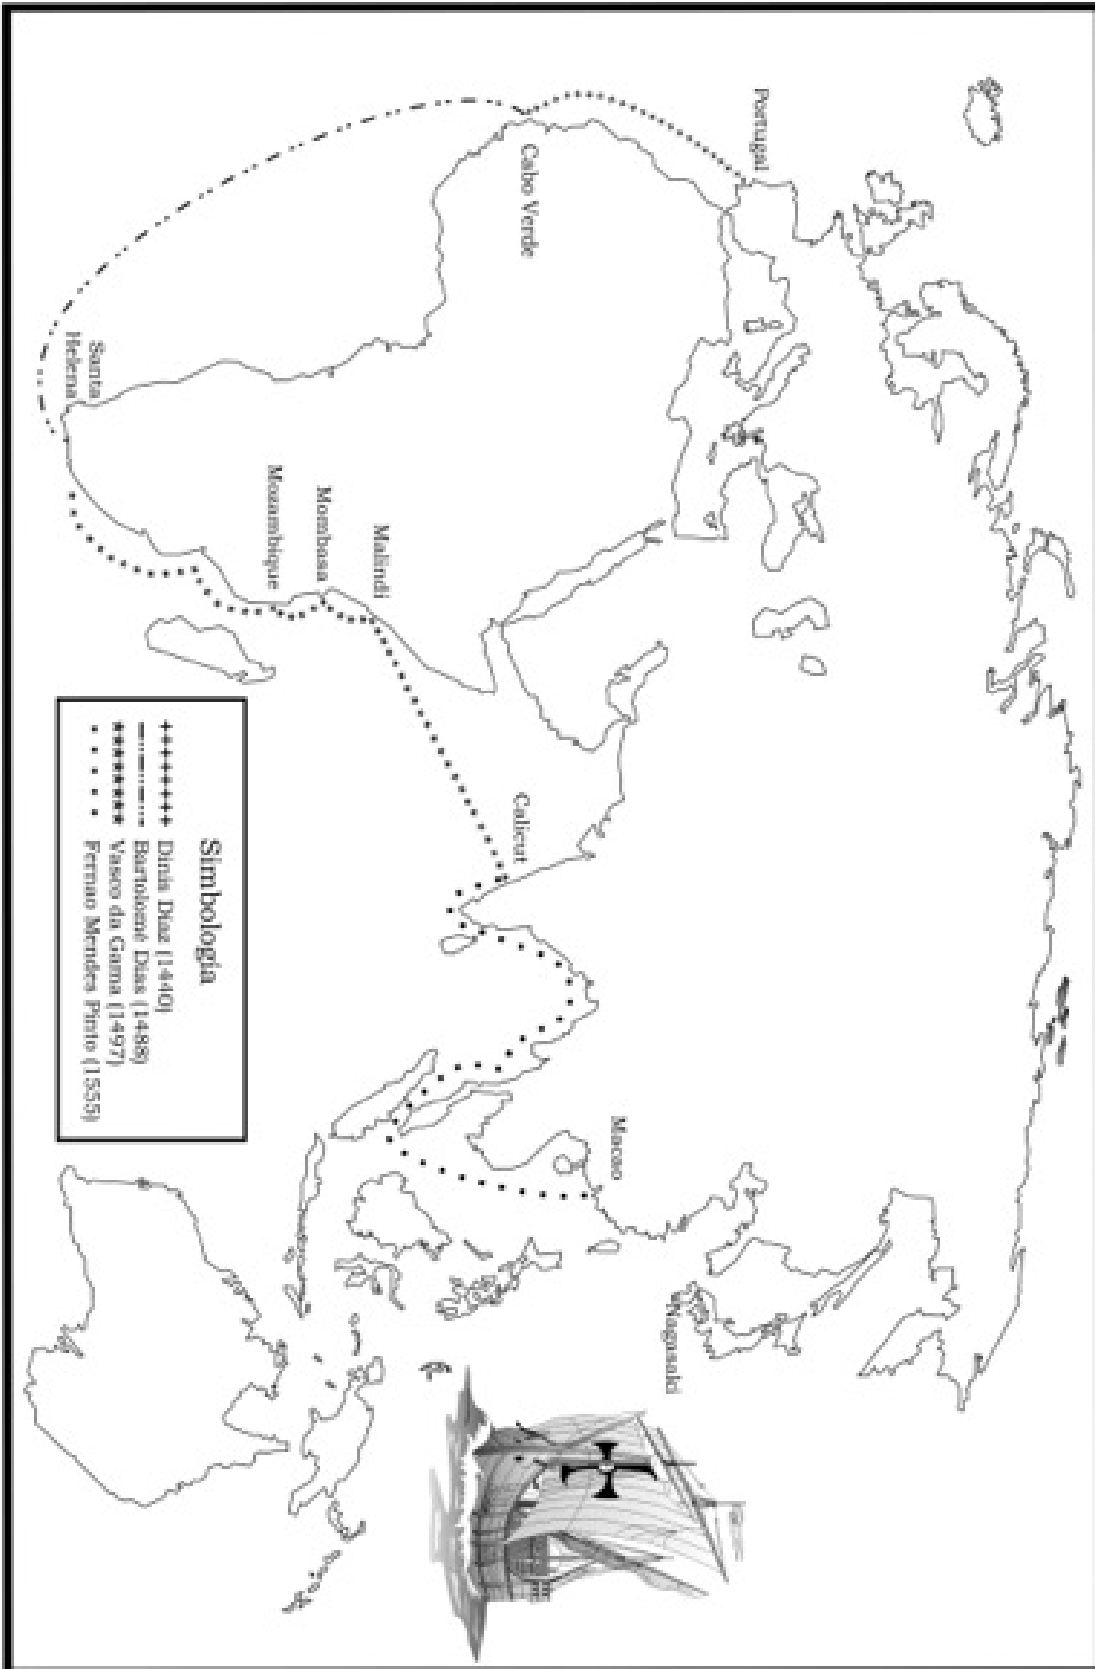 Portugal
Cabo Verde
Santa
Helena
Mozambique
Mombasa
Malindi
Calicut
Macao
Nagasaki
Simbología
Dinis Diaz (1440)
Bartolomé Dias (1488)
Vasco da Gama (1497)
Fernao Mendes Pinto (1555)